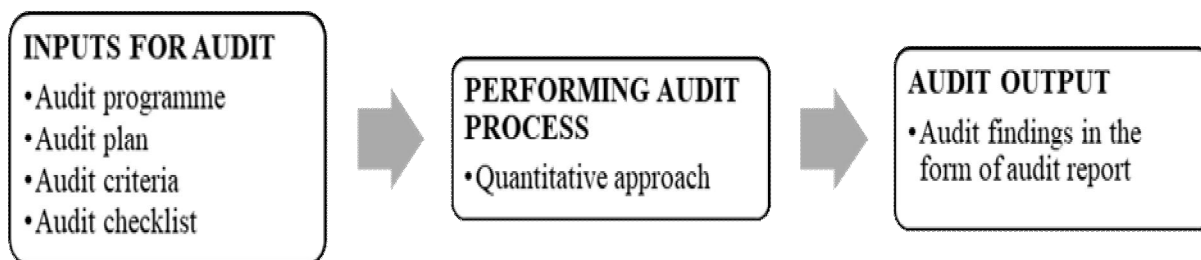 INPUTS FOR AUDIT
•Audit programme
•Audit plan
•Audit criteria
•Audit checklist
PERFORMING AUDIT
PROCESS
•Quantitative approach
AUDIT OUTPUT
•Audit findings in the
form of audit report